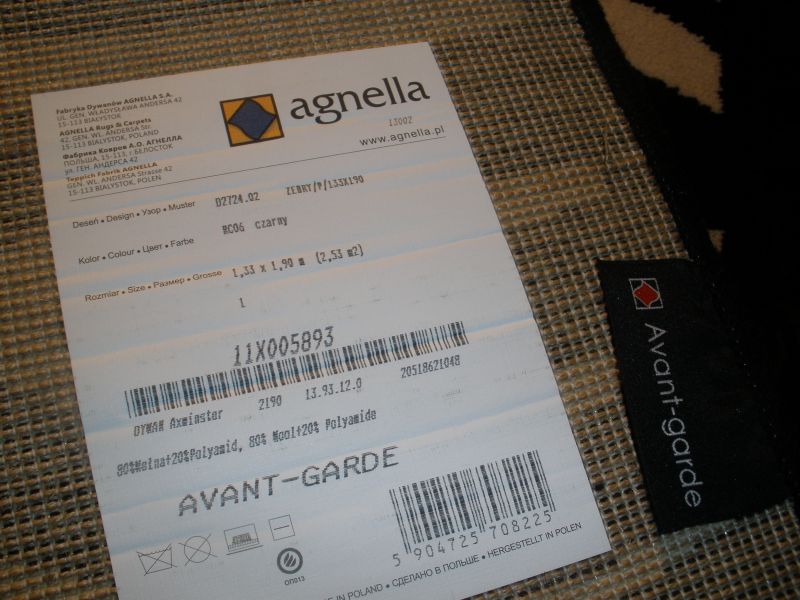 Fabryka Dywanów AGNELLA S.A.
UL. GEN. WŁADYSŁAWA ANDERSA 42
15-113 BIAŁYSTOK
AGNELLA Rugs & Carpets
42, GEN. WL. ANDERSA Str.
15-113 BIALYSTOK, POLAND
Фабрика Ковров А.О. АГНЕЛЛА
ПОЛЬША, 15-113, г. БЕЛОСТОК
ул. ГЕН. АНДЕРСА 42
Teppich Fabrik AGNELLA
GEN. WL. ANDERSA Strasse 42
15-113 BIALYSTOK, POLEN
agnella
13002
www.agnella.pl
Deseń • Design • Узор • Muster D2724.02 ZEBRY/P/133X190
Kolor • Colour • Цвет • Farbe RC06 czarny
Rozmiar • Size • Размер • Grosse 1,33 x 1,90 m (2,53 m2)
1
11X005893
DYWAN Axminster 2190 13.93.12.0 20518621048
80%Wełna+20%Polyamid, 80% Wool+20% Polyamide
AVANT-GARDE
ОП013
5 904725 708225
IN POLAND • СДЕЛАНО В ПОЛЬШЕ • HERGESTELLT IN POLEN
Avant-garde